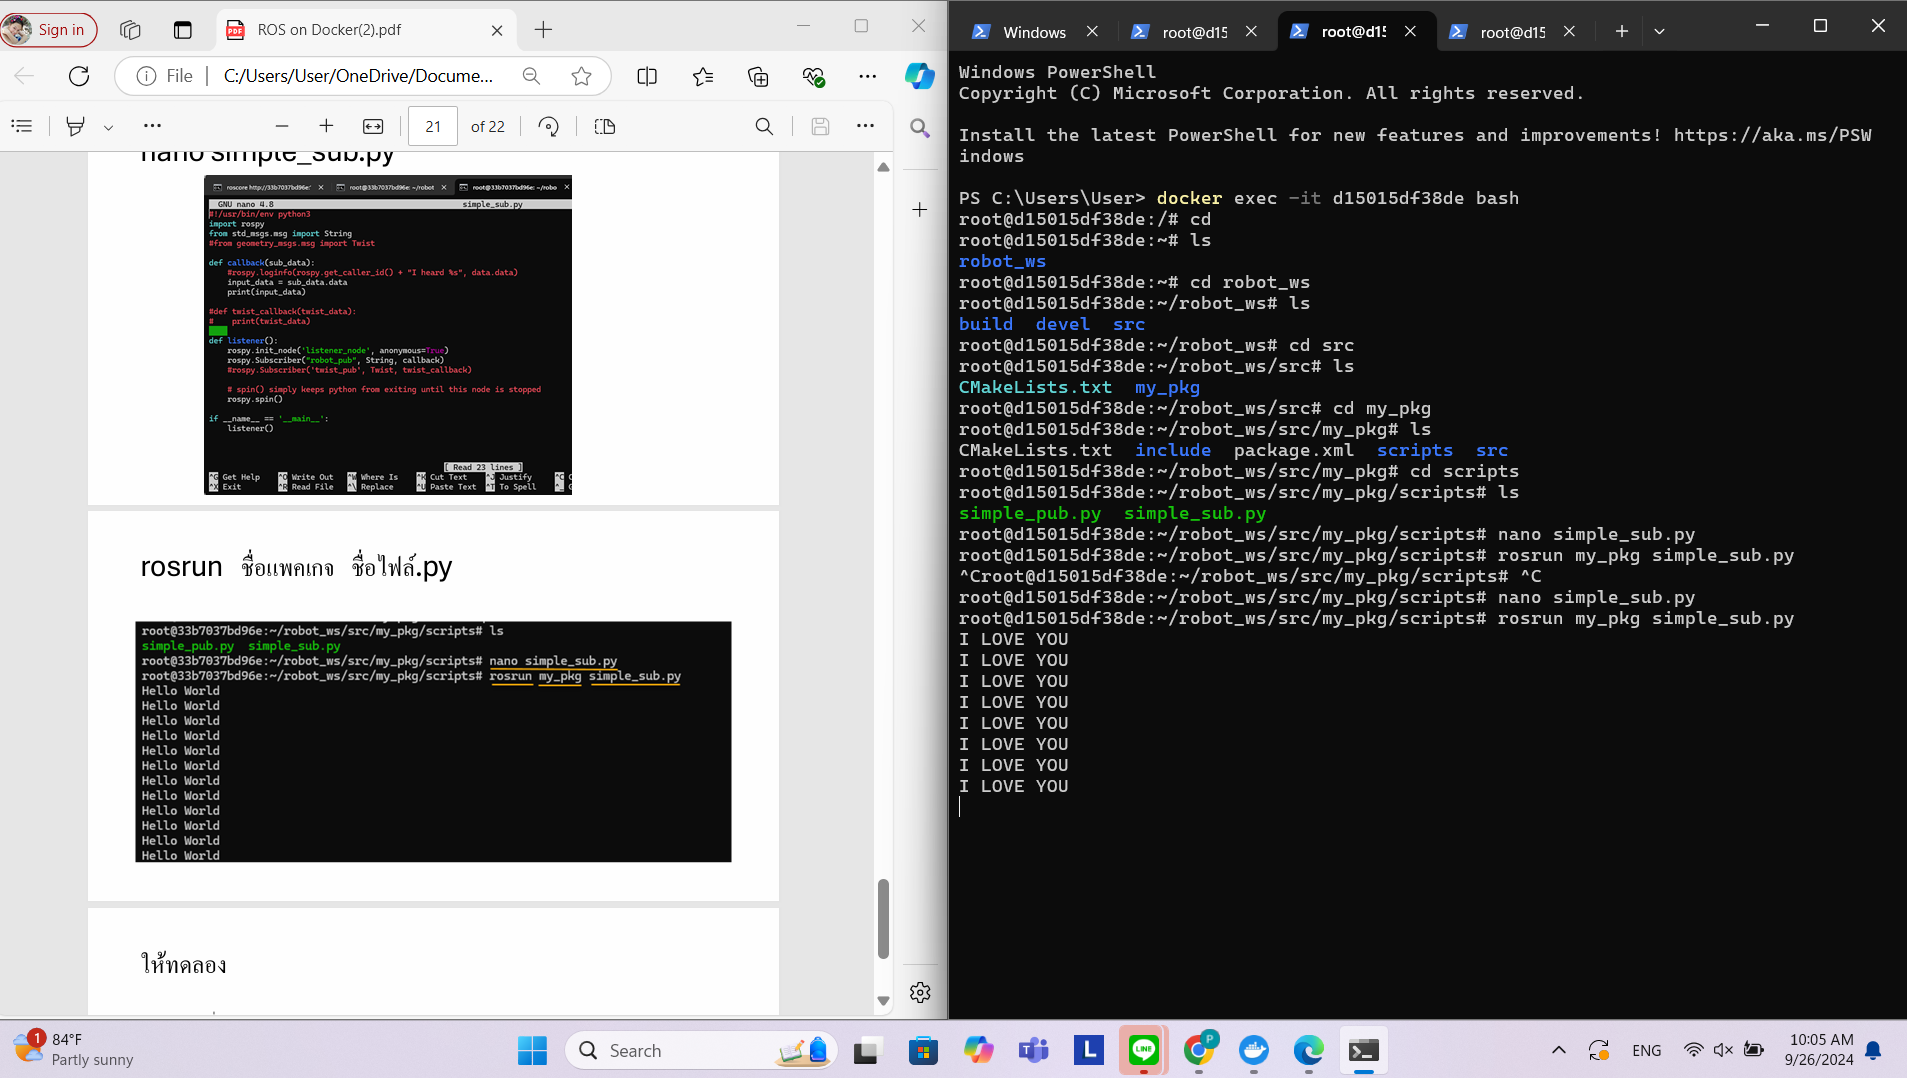 Sign in
ROS on Docker(2).pdf
File
C:/Users/User/OneDrive/Docume...
21 of 22
nano simple_sub.py
roscore http://33b7037bd96e:
root@33b7037bd96e: ~/robot
root@33b7037bd96e: ~/robo
GNU nano 4.8 simple_sub.py
#!/usr/bin/env python3
import rospy
from std_msgs.msg import String
#from geometry_msgs.msg import Twist
def callback(sub_data):
#rospy.loginfo(rospy.get_caller_id() + "I heard %s", data.data)
input_data = sub_data.data
print(input_data)
#def twist_callback(twist_data):
# print(twist_data)
def listener():
rospy.init_node('listener_node', anonymous=True)
rospy.Subscriber("robot_pub", String, callback)
#rospy.Subscriber('twist_pub', Twist, twist_callback)
# spin() simply keeps python from exiting until this node is stopped
rospy.spin()
if __name__ == '__main__':
listener()
[ Read 23 lines ]
^G Get Help ^O Write Out ^W Where Is ^K Cut Text ^J Justify ^C
^X Exit ^R Read File ^\ Replace ^U Paste Text ^T To Spell
rosrun ชื่อแพคเกจ ชื่อไฟล์.py
root@33b7037bd96e:~/robot_ws/src/my_pkg/scripts# ls
simple_pub.py simple_sub.py
root@33b7037bd96e:~/robot_ws/src/my_pkg/scripts# nano simple_sub.py
root@33b7037bd96e:~/robot_ws/src/my_pkg/scripts# rosrun my_pkg simple_sub.py
Hello World
Hello World
Hello World
Hello World
Hello World
Hello World
Hello World
Hello World
Hello World
Hello World
Hello World
Hello World
ให้ทดลอง
Windows
root@d15
root@d15
root@d15
Windows PowerShell
Copyright (C) Microsoft Corporation. All rights reserved.
Install the latest PowerShell for new features and improvements! https://aka.ms/PSW
indows
PS C:\Users\User> docker exec -it d15015df38de bash
root@d15015df38de:/# cd
root@d15015df38de:~# ls
robot_ws
root@d15015df38de:~# cd robot_ws
root@d15015df38de:~/robot_ws# ls
build devel src
root@d15015df38de:~/robot_ws# cd src
root@d15015df38de:~/robot_ws/src# ls
CMakeLists.txt my_pkg
root@d15015df38de:~/robot_ws/src# cd my_pkg
root@d15015df38de:~/robot_ws/src/my_pkg# ls
CMakeLists.txt include package.xml scripts src
root@d15015df38de:~/robot_ws/src/my_pkg# cd scripts
root@d15015df38de:~/robot_ws/src/my_pkg/scripts# ls
simple_pub.py simple_sub.py
root@d15015df38de:~/robot_ws/src/my_pkg/scripts# nano simple_sub.py
root@d15015df38de:~/robot_ws/src/my_pkg/scripts# rosrun my_pkg simple_sub.py
^Croot@d15015df38de:~/robot_ws/src/my_pkg/scripts# ^C
root@d15015df38de:~/robot_ws/src/my_pkg/scripts# nano simple_sub.py
root@d15015df38de:~/robot_ws/src/my_pkg/scripts# rosrun my_pkg simple_sub.py
I LOVE YOU
I LOVE YOU
I LOVE YOU
I LOVE YOU
I LOVE YOU
I LOVE YOU
I LOVE YOU
I LOVE YOU
1
84°F
Partly sunny
Search
ENG
10:05 AM
9/26/2024